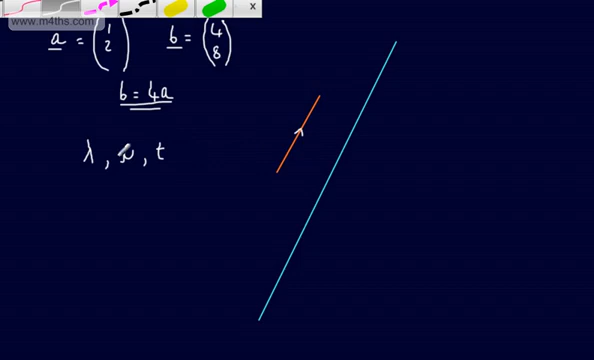 www.m4ths.com
a = (1 2) b = (4 8)
b = 4a
λ, μ, t